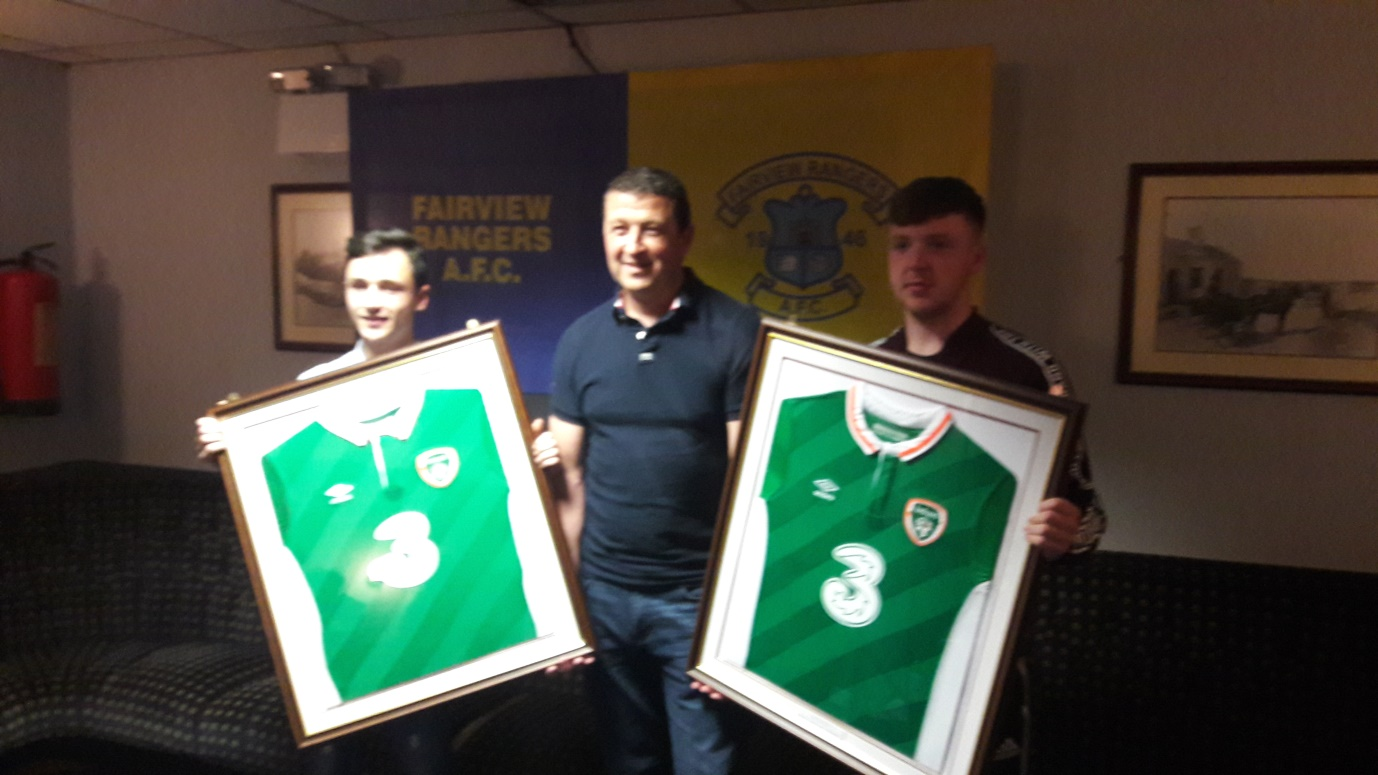 FAIRVIEW
RANGERS
A.F.C.
FAIRVIEW RANGERS
19 46
A.F.C.
3
3